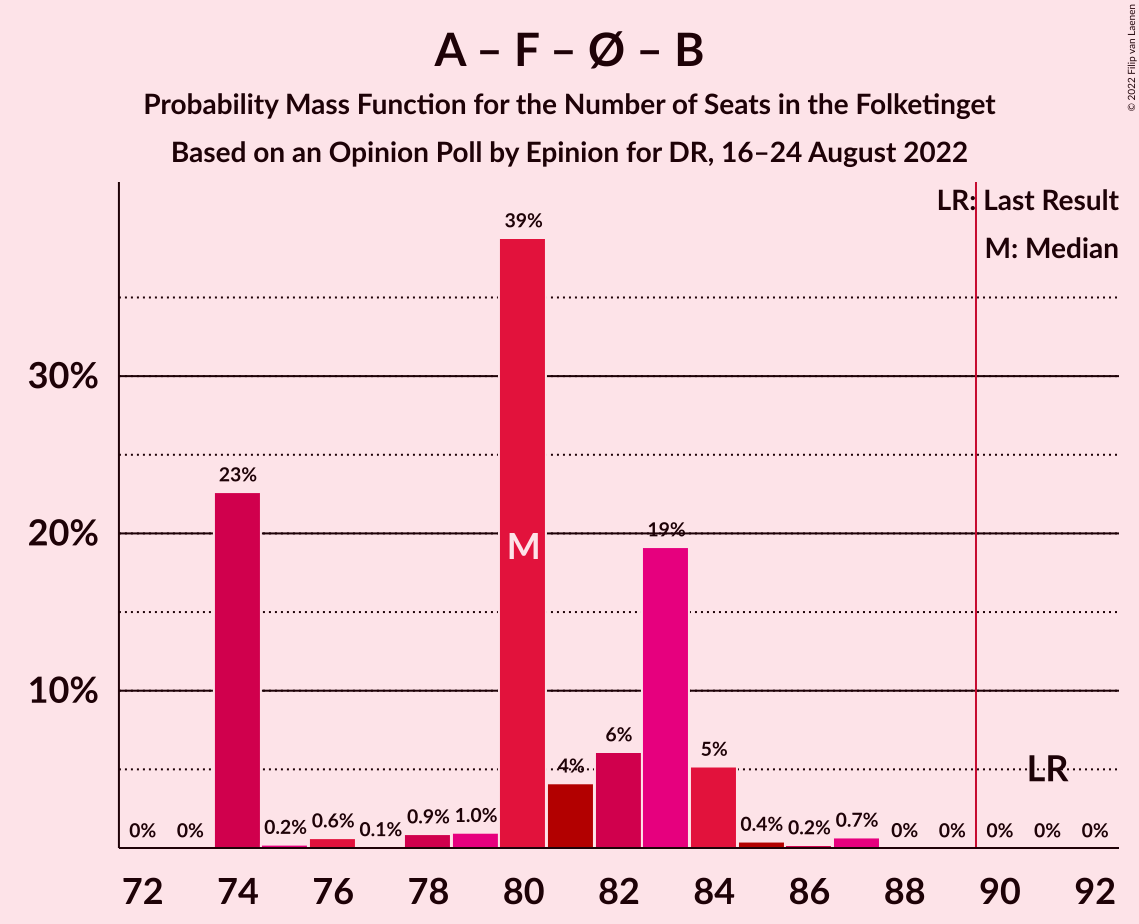 A – F – Ø – B
Probability Mass Function for the Number of Seats in the Folketinget
Based on an Opinion Poll by Epinion for DR, 16–24 August 2022
© 2022 Filip van Laenen
LR: Last Result
M: Median
39%
30%
23%
20%
19%
M
10%
6%
5%
4%
LR
0% 0% 0.2% 0.6% 0.1% 0.9% 1.0% 0.4% 0.2% 0.7% 0% 0% 0% 0% 0%
72 74 76 78 80 82 84 86 88 90 92